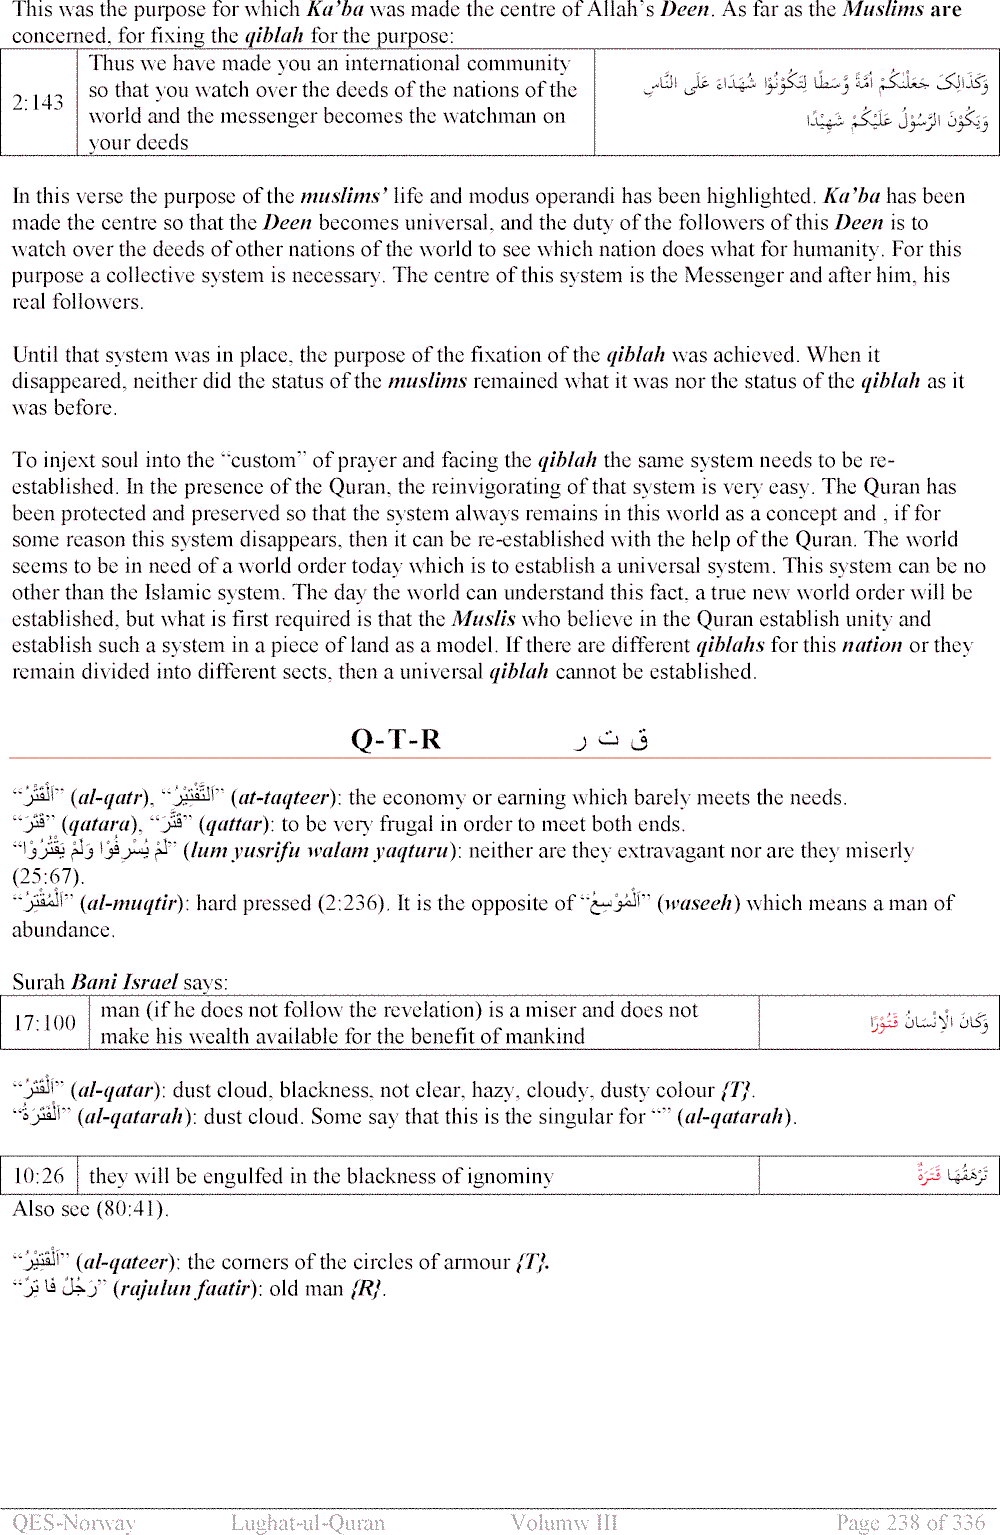 This was the purpose for which Ka'ba was made the centre of Allah's Deen. As far as the Muslims are
concerned, for fixing the qiblah for the purpose:
2:143
Thus we have made you an international community
so that you watch over the deeds of the nations of the
world and the messenger becomes the watchman on
your deeds
وَكَذَالِكَ جَعَلْنٰكُمْ اُمَّةً وَّسَطًا لِتَكُوْنُوْا شُهَدَاءَ عَلَى النَّاسِ
وَيَكُوْنَ الرَّسُوْلُ عَلَيْكُمْ شَهِيْدًا
In this verse the purpose of the muslims' life and modus operandi has been highlighted. Ka'ba has been
made the centre so that the Deen becomes universal, and the duty of the followers of this Deen is to
watch over the deeds of other nations of the world to see which nation does what for humanity. For this
purpose a collective system is necessary. The centre of this system is the Messenger and after him, his
real followers.
Until that system was in place, the purpose of the fixation of the qiblah was achieved. When it
disappeared, neither did the status of the muslims remained what it was nor the status of the qiblah as it
was before.
To injext soul into the “custom” of prayer and facing the qiblah the same system needs to be re-
established. In the presence of the Quran, the reinvigorating of that system is very easy. The Quran has
been protected and preserved so that the system always remains in this world as a concept and , if for
some reason this system disappears, then it can be re-established with the help of the Quran. The world
seems to be in need of a world order today which is to establish a universal system. This system can be no
other than the Islamic system. The day the world can understand this fact, a true new world order will be
established, but what is first required is that the Muslis who believe in the Quran establish unity and
establish such a system in a piece of land as a model. If there are different qiblahs for this nation or they
remain divided into different sects, then a universal qiblah cannot be established.
Q-T-R ق ت ر
“اَلْقَتْرُ” (al-qatr), “اَلتَّقْتِيْرُ” (at-taqteer): the economy or earning which barely meets the needs.
“قَتَرَ” (qatara), “قَتَّرَ” (qattar): to be very frugal in order to meet both ends.
“لَمْ يُسْرِفُوْا وَلَمْ يَقْتُرُوْا” (lum yusrifu walam yaqturu): neither are they extravagant nor are they miserly
(25:67).
“اَلْمُقْتِرُ” (al-muqtir): hard pressed (2:236). It is the opposite of “اَلْمُوْسِعُ” (waseeh) which means a man of
abundance.
Surah Bani Israel says:
17:100
man (if he does not follow the revelation) is a miser and does not
make his wealth available for the benefit of mankind
وَكَانَ الْاِنْسَانُ قَتُوْرًا
“اَلْقَتَرُ” (al-qatar): dust cloud, blackness, not clear, hazy, cloudy, dusty colour {T}.
“اَلْقَتَرَةُ” (al-qatarah): dust cloud. Some say that this is the singular for “” (al-qatarah).
10:26 they will be engulfed in the blackness of ignominy تَرْهَقُهَا قَتَرَةٌ
Also see (80:41).
“اَلْقَتِيْرُ” (al-qateer): the corners of the circles of armour {T}.
“رَجُلٌ قَا تِرٌ” (rajulun faatir): old man {R}.
QES-Norway Lughat-ul-Quran Volumw III Page 238 of 336